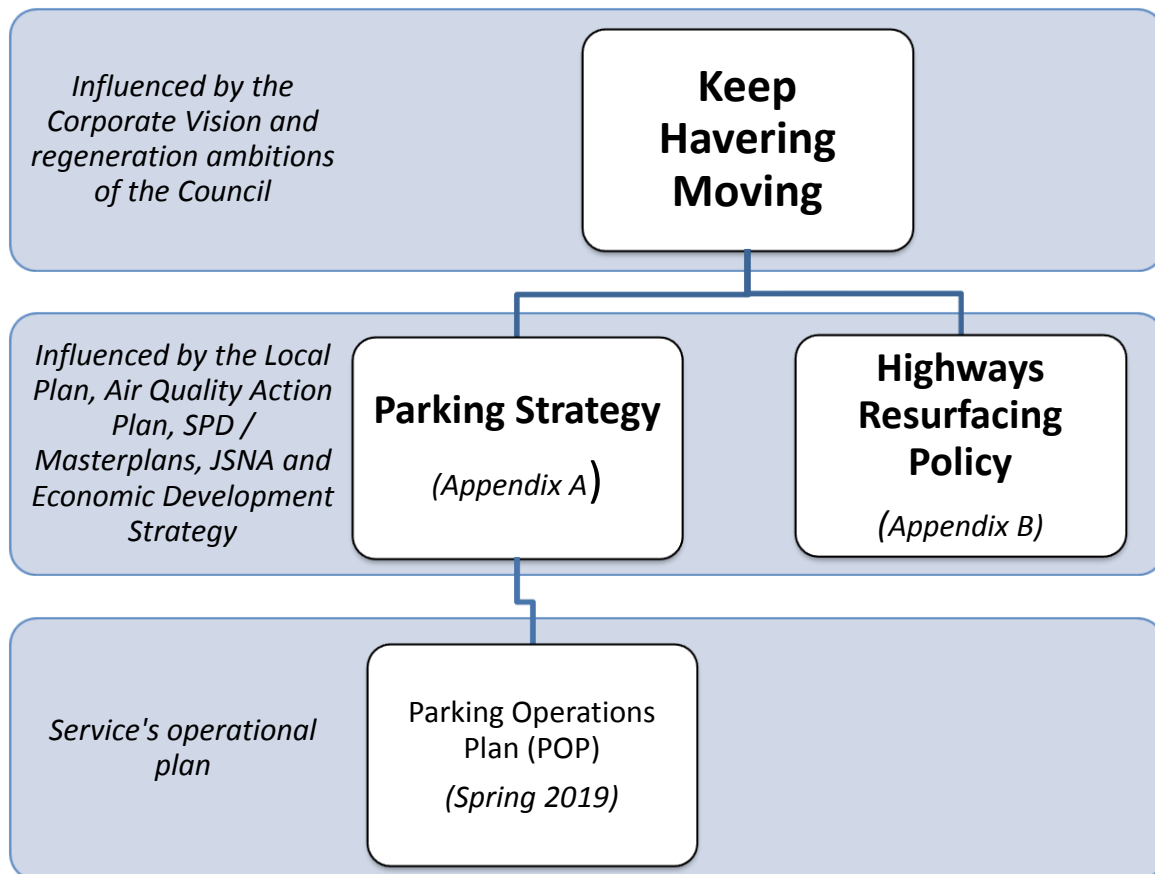 Influenced by the
Corporate Vision and
regeneration ambitions
of the Council
Keep
Havering
Moving
Influenced by the Local
Plan, Air Quality Action
Plan, SPD /
Masterplans, JSNA and
Economic Development
Strategy
Parking Strategy
(Appendix A)
Highways
Resurfacing
Policy
(Appendix B)
Service's operational
plan
Parking Operations
Plan (POP)
(Spring 2019)